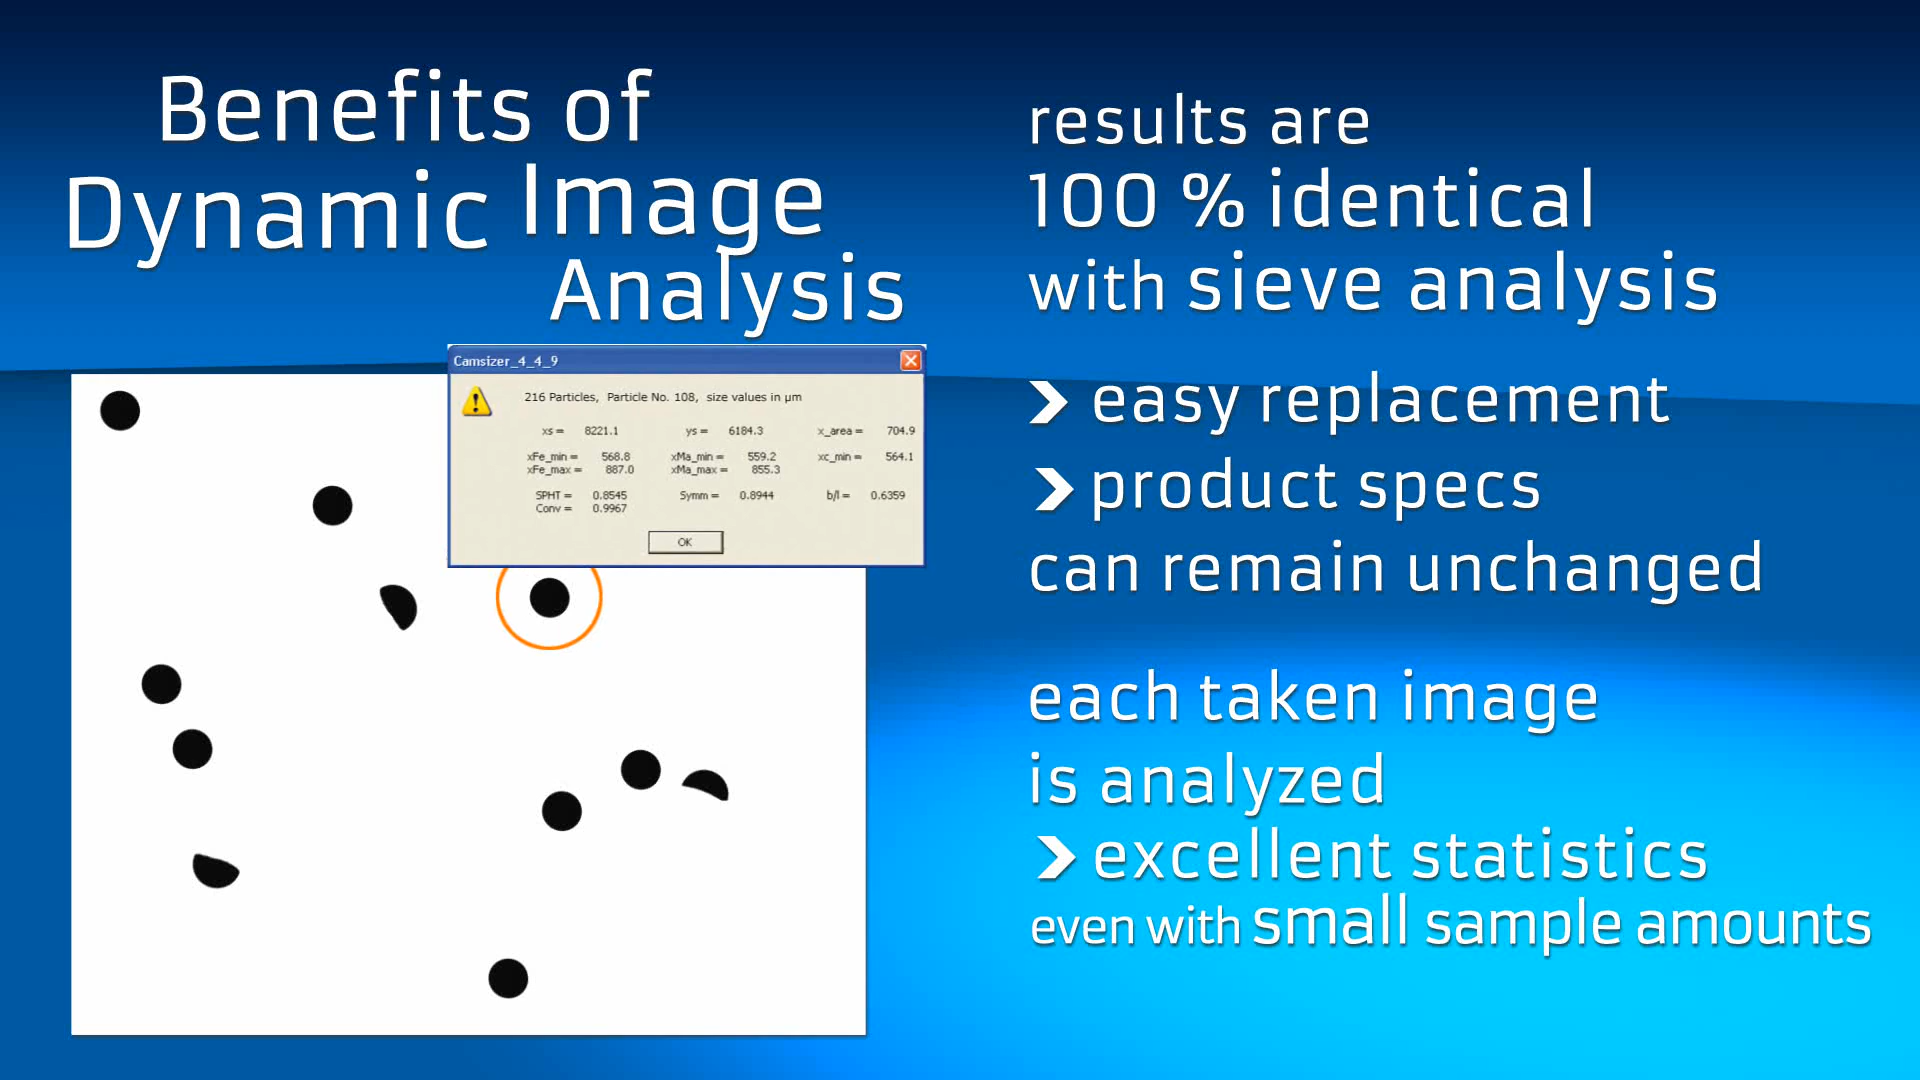 Benefits of
Dynamic Image
Analysis
Camsizer_4_4_9
216 Particles, Particle No. 108, size values in µm
xs = 8221.1 ys = 6184.3 x_area = 704.9
xFe_min = 568.8 xMa_min = 559.2 xc_min = 564.1
xFe_max = 887.0 xMa_max = 855.3
SPHT = 0.8545 Symm = 0.8944 b/l = 0.6359
Conv = 0.9967
OK
results are
100 % identical
with sieve analysis
easy replacement
product specs
can remain unchanged
each taken image
is analyzed
excellent statistics
even with small sample amounts